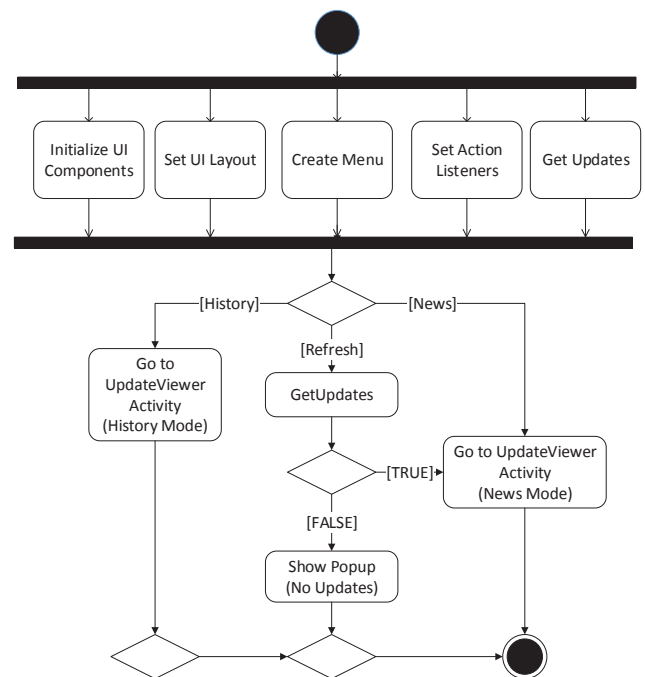 Initialize UI
Components
Set UI Layout
Create Menu
Set Action
Listeners
Get Updates
[History]
[News]
[Refresh]
Go to
UpdateViewer
Activity
(History Mode)
GetUpdates
[TRUE]
Go to UpdateViewer
Activity
(News Mode)
[FALSE]
Show Popup
(No Updates)